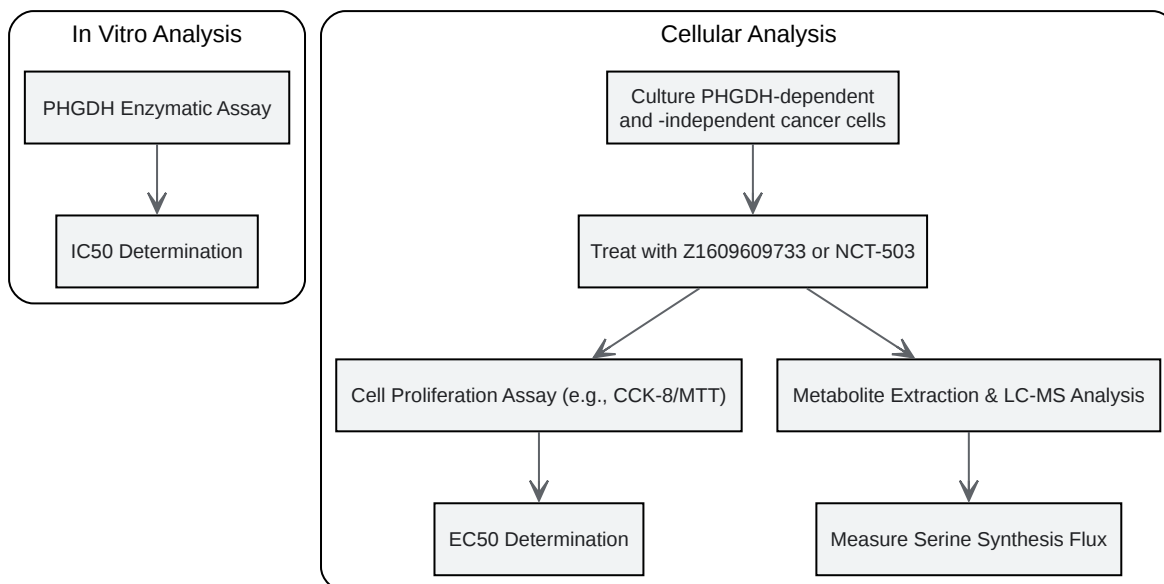 In Vitro Analysis
PHGDH Enzymatic Assay
IC50 Determination
Cellular Analysis
Culture PHGDH-dependent
and -independent cancer cells
Treat with Z1609609733 or NCT-503
Cell Proliferation Assay (e.g., CCK-8/MTT)
Metabolite Extraction & LC-MS Analysis
EC50 Determination
Measure Serine Synthesis Flux